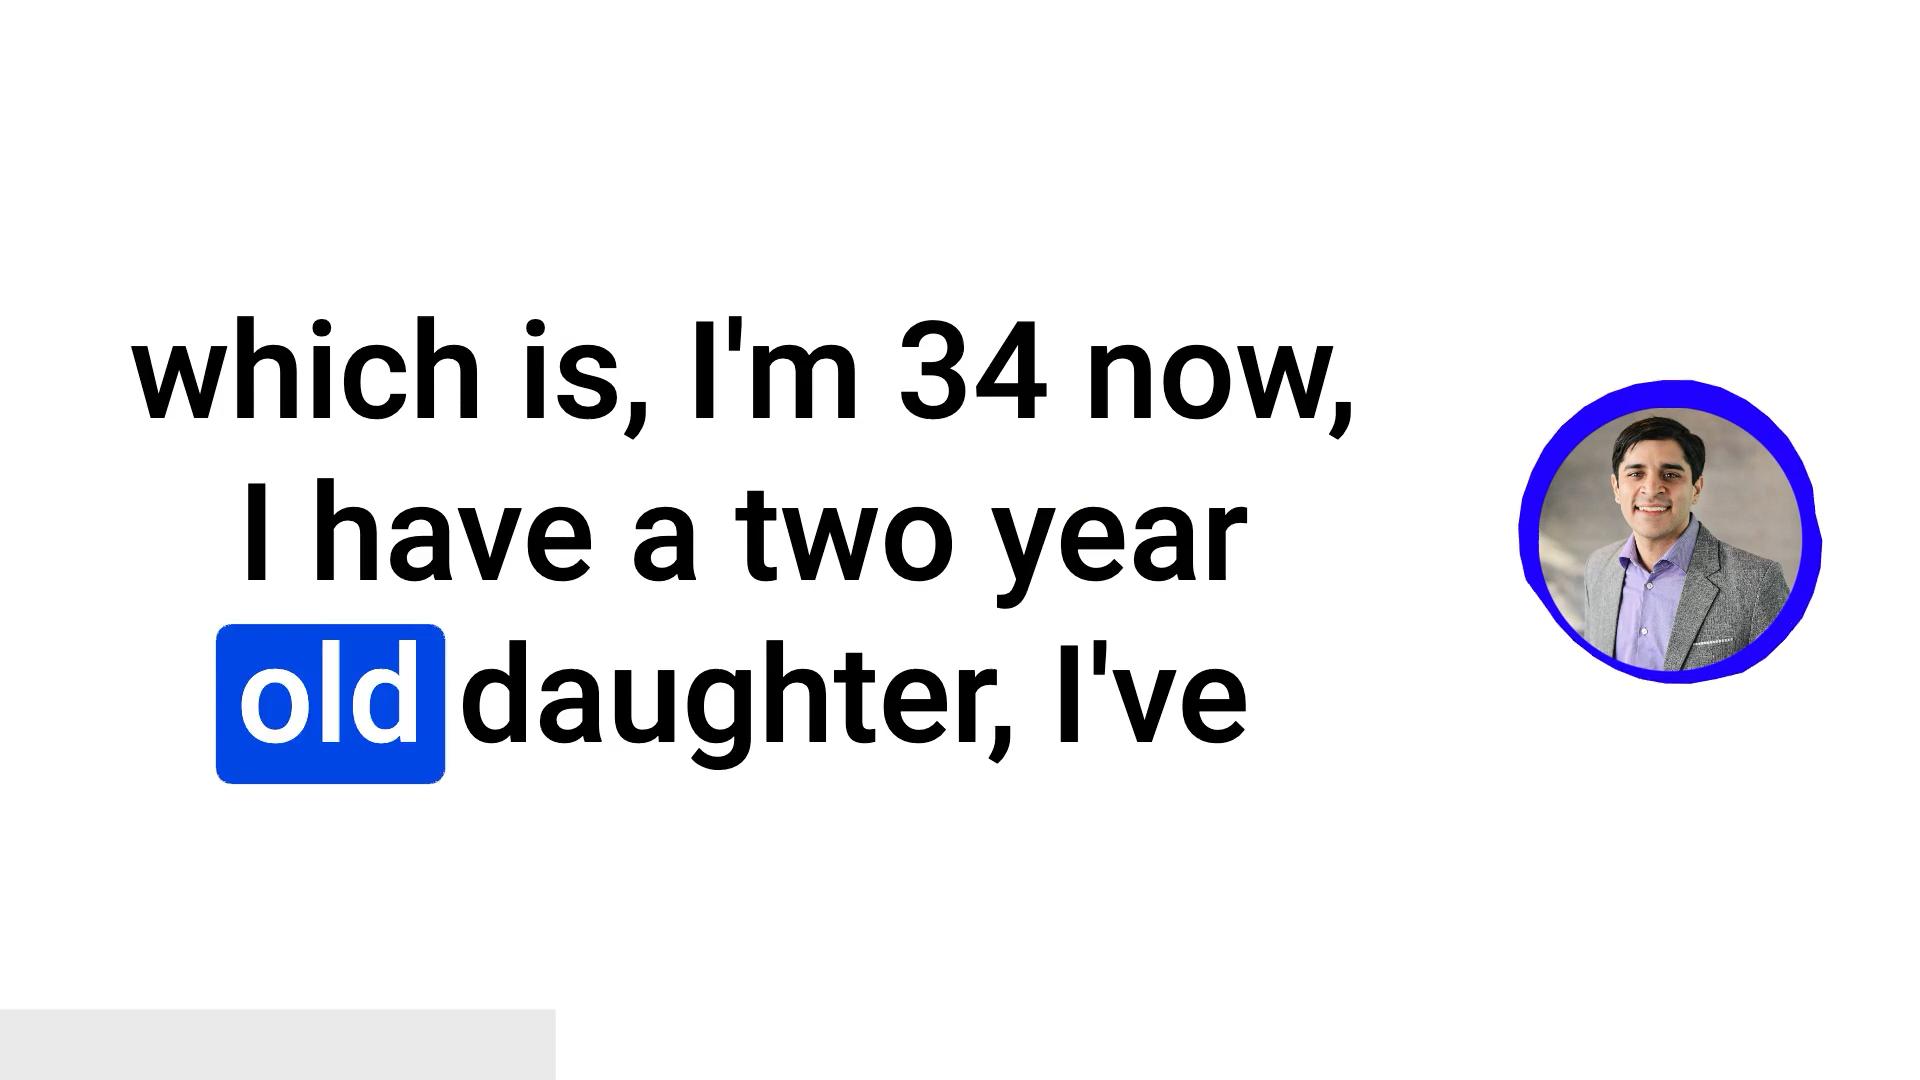 which is, I'm 34 now,
I have a two year
old daughter, I've